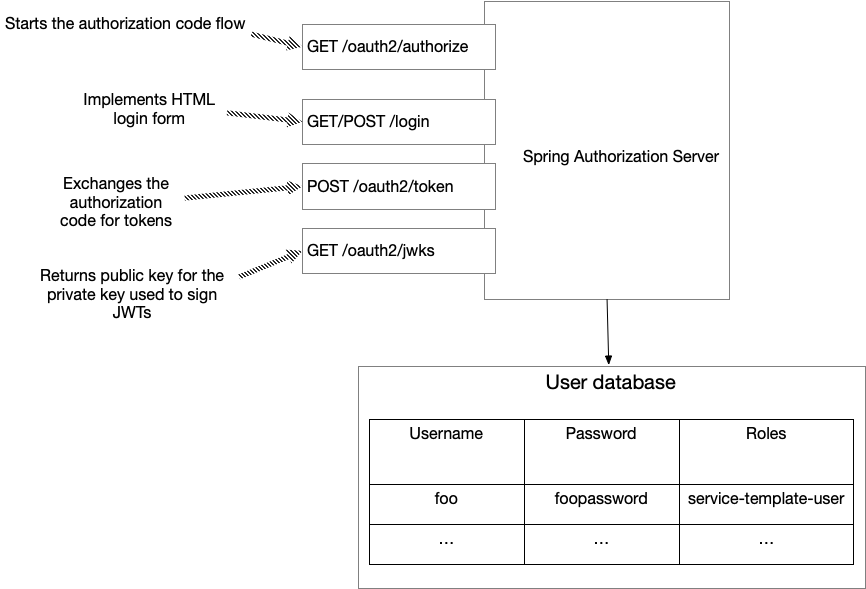 Starts the authorization code flow
GET /oauth2/authorize
Implements HTML
login form
GET/POST /login
Spring Authorization Server
Exchanges the
authorization
code for tokens
POST /oauth2/token
GET /oauth2/jwks
Returns public key for the
private key used to sign
JWTs
User database
Username Password Roles
foo foopassword service-template-user
... ... ...